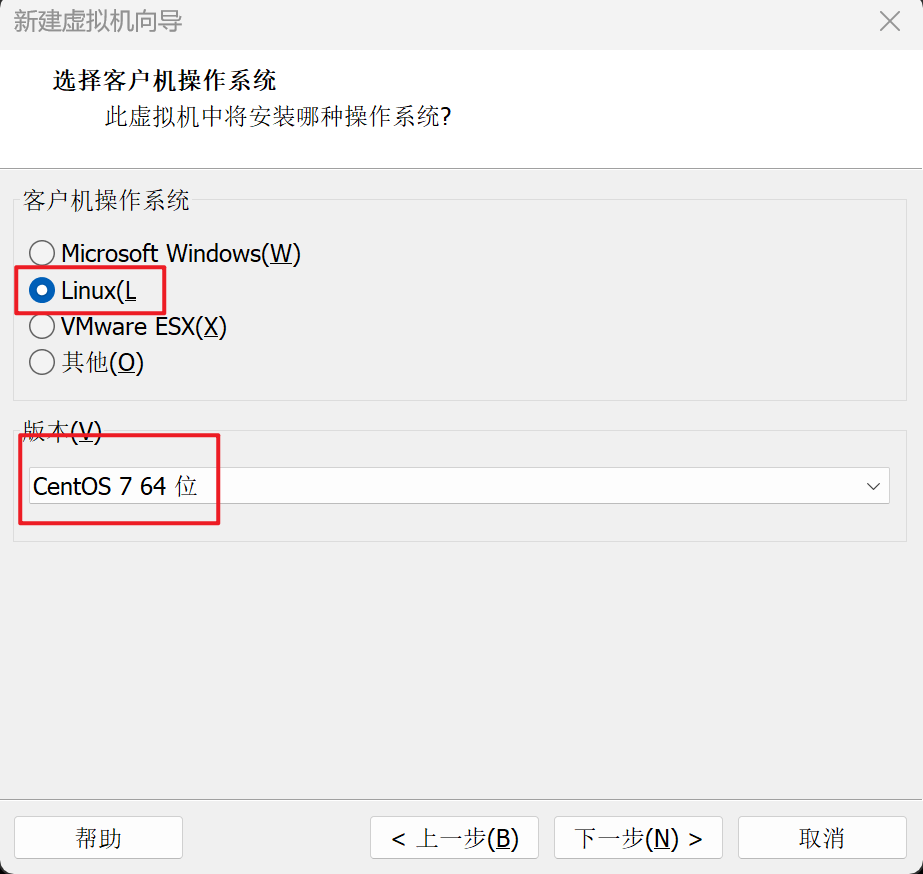 新建虚拟机向导
选择客户机操作系统
此虚拟机中将安装哪种操作系统?
客户机操作系统
Microsoft Windows(W)
Linux(L
VMware ESX(X)
其他(O)
版本(V)
CentOS 7 64 位
帮助
< 上一步(B)
下一步(N) >
取消